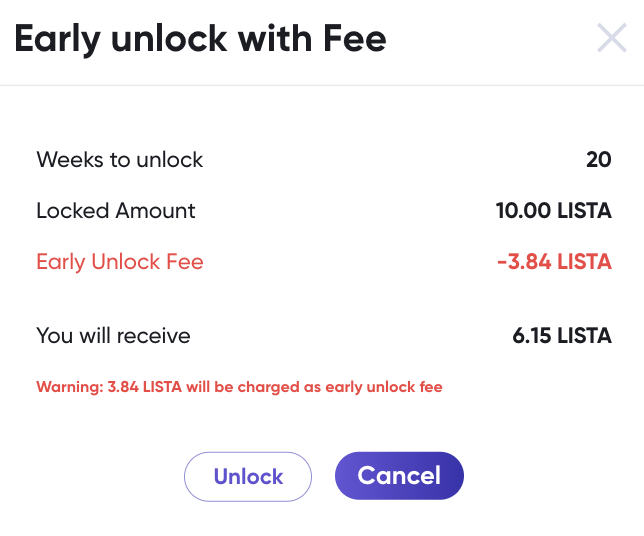 Early unlock with Fee
Weeks to unlock 20
Locked Amount 10.00 LISTA
Early Unlock Fee -3.84 LISTA
You will receive 6.15 LISTA
Warning: 3.84 LISTA will be charged as early unlock fee
Unlock Cancel